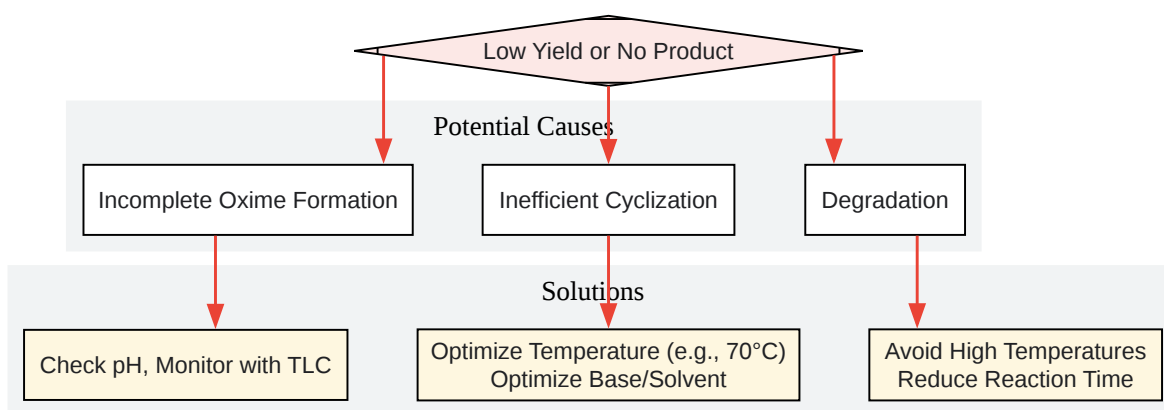 Low Yield or No Product
Potential Causes
Incomplete Oxime Formation
Inefficient Cyclization
Degradation
Solutions
Check pH, Monitor with TLC
Optimize Temperature (e.g., 70°C)
Optimize Base/Solvent
Avoid High Temperatures
Reduce Reaction Time